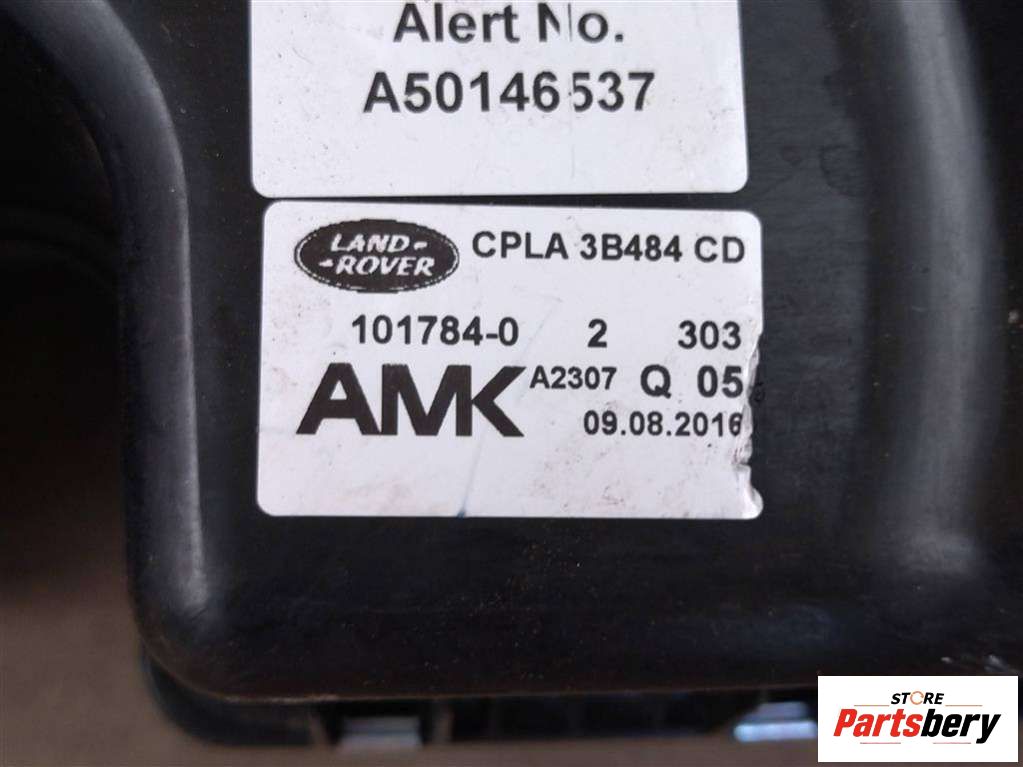 Alert No.
A50146537
LAND-
-ROVER
CPLA 3B484 CD
101784-0 2 303
AMK A2307 Q 05
09.08.2016
STORE
Partsbery